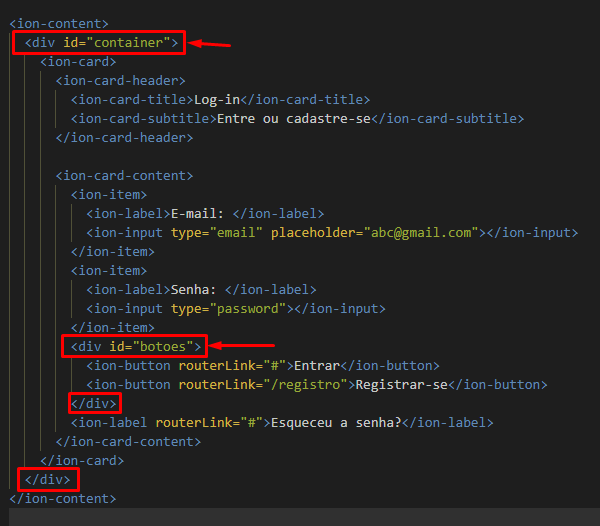 <ion-content>
<div id="container">
<ion-card>
<ion-card-header>
<ion-card-title>Log-in</ion-card-title>
<ion-card-subtitle>Entre ou cadastre-se</ion-card-subtitle>
</ion-card-header>
<ion-card-content>
<ion-item>
<ion-label>E-mail: </ion-label>
<ion-input type="email" placeholder="abc@gmail.com"></ion-input>
</ion-item>
<ion-item>
<ion-label>Senha: </ion-label>
<ion-input type="password"></ion-input>
</ion-item>
<div id="botoes">
<ion-button routerLink="#">Entrar</ion-button>
<ion-button routerLink="/registro">Registrar-se</ion-button>
</div>
<ion-label routerLink="#">Esqueceu a senha?</ion-label>
</ion-card-content>
</ion-card>
</div>
</ion-content>